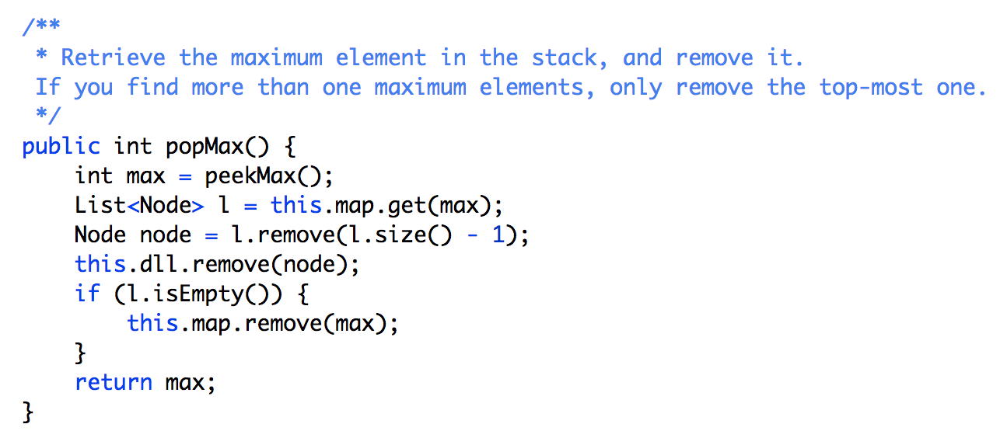 /**
 * Retrieve the maximum element in the stack, and remove it.
 If you find more than one maximum elements, only remove the top-most one.
 */
public int popMax() {
    int max = peekMax();
    List<Node> l = this.map.get(max);
    Node node = l.remove(l.size() - 1);
    this.dll.remove(node);
    if (l.isEmpty()) {
        this.map.remove(max);
    }
    return max;
}